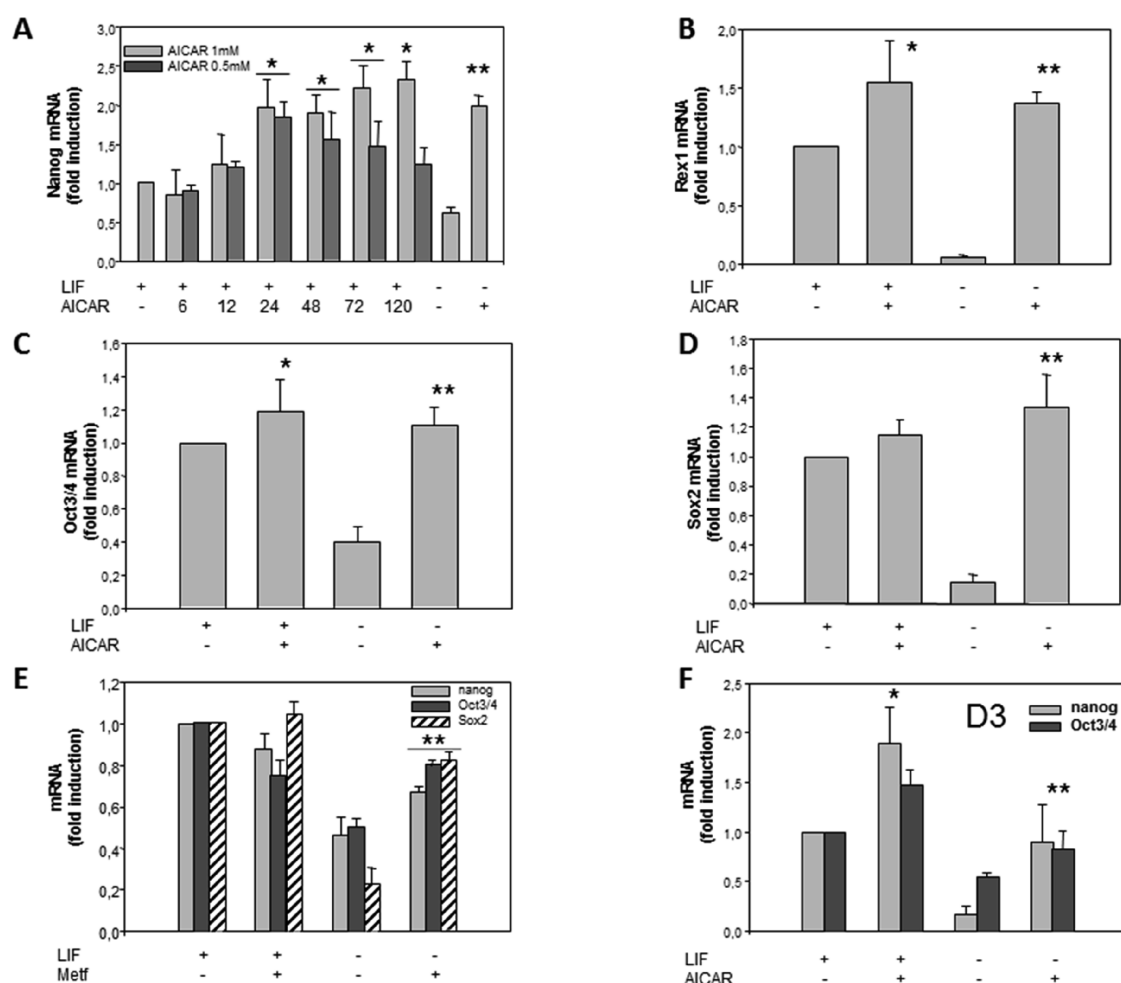 A
Nanog mRNA
(fold induction)
3,0
2,5
2,0
1,5
1,0
0,5
0,0
AICAR 1mM
AICAR 0.5mM
* * * * **
LIF + + + + + + + - -
AICAR - 6 12 24 48 72 120 - +
B
Rex1 mRNA
(fold induction)
2,0
1,5
1,0
0,5
0,0
* **
LIF + + - -
AICAR - + - +
C
Oct3/4 mRNA
(fold induction)
1,8
1,6
1,4
1,2
1,0
0,8
0,6
0,4
0,2
0,0
* **
LIF + + - -
AICAR - + - +
D
Sox2 mRNA
(fold induction)
1,8
1,6
1,4
1,2
1,0
0,8
0,6
0,4
0,2
0,0
**
LIF + + - -
AICAR - + - +
E
mRNA
(fold induction)
1,2
1,0
0,8
0,6
0,4
0,2
0,0
nanog
Oct3/4
Sox2
**
LIF + + - -
Metf - + - +
F
mRNA
(fold induction)
2,5
2,0
1,5
1,0
0,5
0,0
D3
nanog
Oct3/4
* **
LIF + + - -
AICAR - + - +